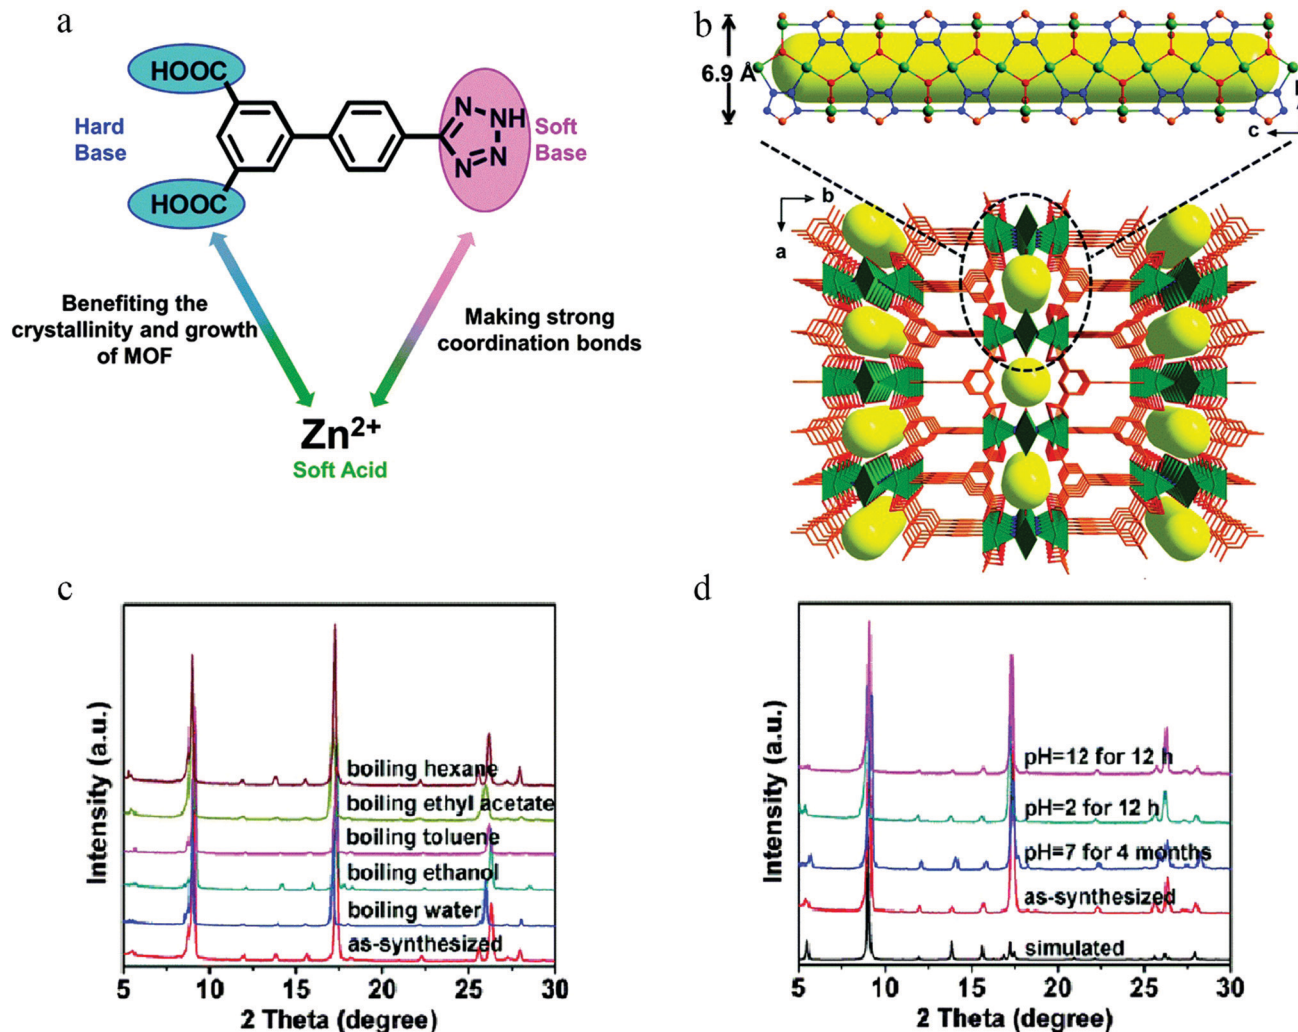 a
HOOC
Hard
Base
HOOC
N
NH
N
N
Soft
Base
Benefiting the
crystallinity and growth
of MOF
Making strong
coordination bonds
Zn²⁺
Soft Acid
b
6.9 Å
c
b
a
c
Intensity (a.u.)
boiling hexane
boiling ethyl acetate
boiling toluene
boiling ethanol
boiling water
as-synthesized
5 10 15 20 25 30
2 Theta (degree)
d
Intensity (a.u.)
pH=12 for 12 h
pH=2 for 12 h
pH=7 for 4 months
as-synthesized
simulated
5 10 15 20 25 30
2 Theta (degree)